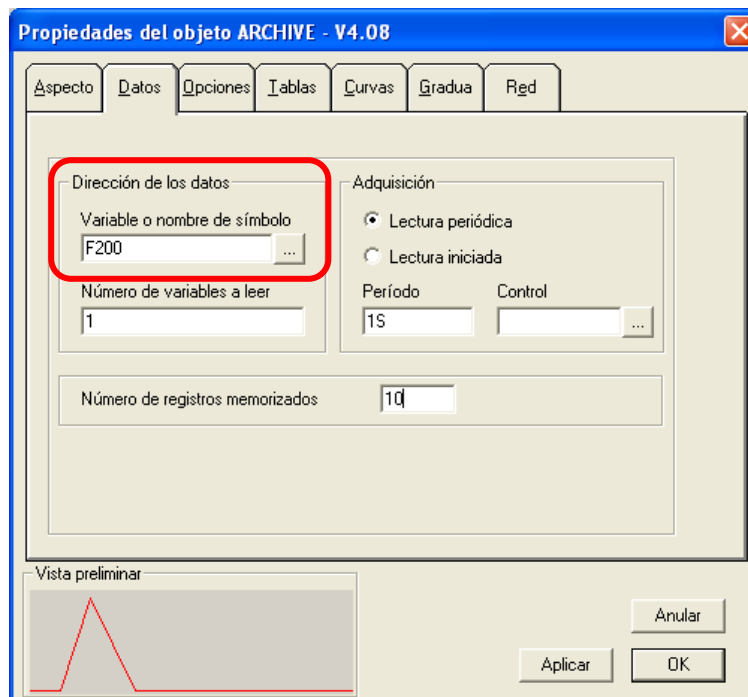 Propiedades del objeto ARCHIVE - V4.08
Aspecto Datos Opciones Tablas Curvas Gradua Red
Dirección de los datos
Variable o nombre de símbolo
F200 ...
Número de variables a leer
1
Adquisición
Lectura periódica
Lectura iniciada
Período Control
1S ...
Número de registros memorizados 10
Vista preliminar
Anular
Aplicar OK